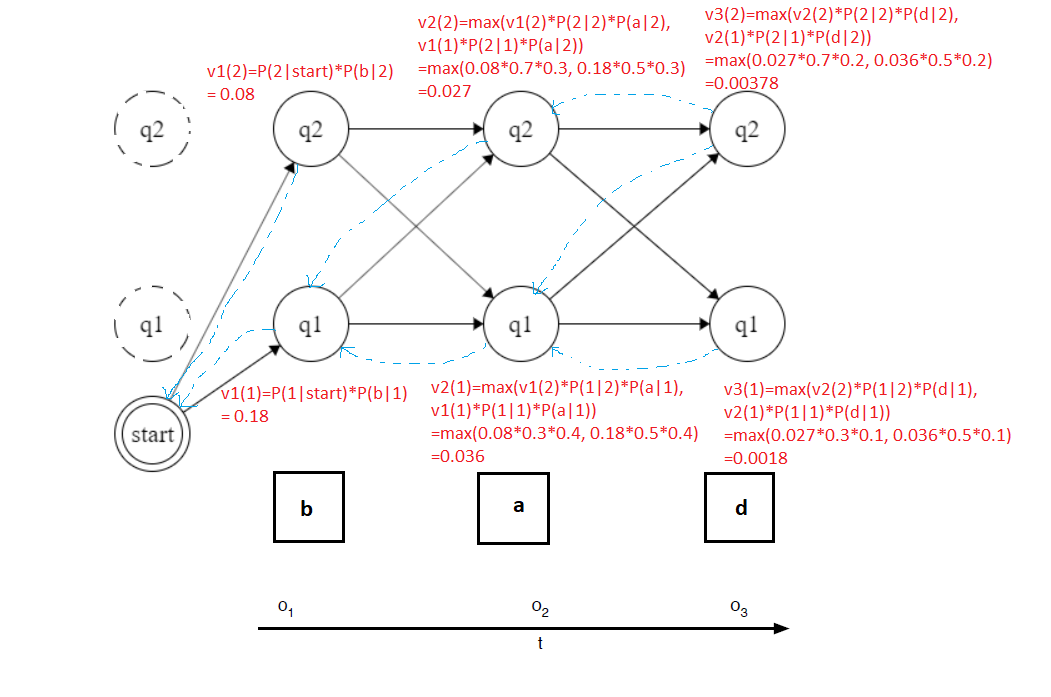 v2(2)=max(v1(2)*P(2|2)*P(a|2),
v1(1)*P(2|1)*P(a|2))
=max(0.08*0.7*0.3, 0.18*0.5*0.3)
=0.027
v3(2)=max(v2(2)*P(2|2)*P(d|2),
v2(1)*P(2|1)*P(d|2))
=max(0.027*0.7*0.2, 0.036*0.5*0.2)
=0.00378
v1(2)=P(2|start)*P(b|2)
= 0.08
q2
q2
q2
q2
q1
q1
q1
q1
v1(1)=P(1|start)*P(b|1)
= 0.18
start
v2(1)=max(v1(2)*P(1|2)*P(a|1),
v1(1)*P(1|1)*P(a|1))
=max(0.08*0.3*0.4, 0.18*0.5*0.4)
=0.036
v3(1)=max(v2(2)*P(1|2)*P(d|1),
v2(1)*P(1|1)*P(d|1))
=max(0.027*0.3*0.1, 0.036*0.5*0.1)
=0.0018
b
a
d
o1
o2
o3
t